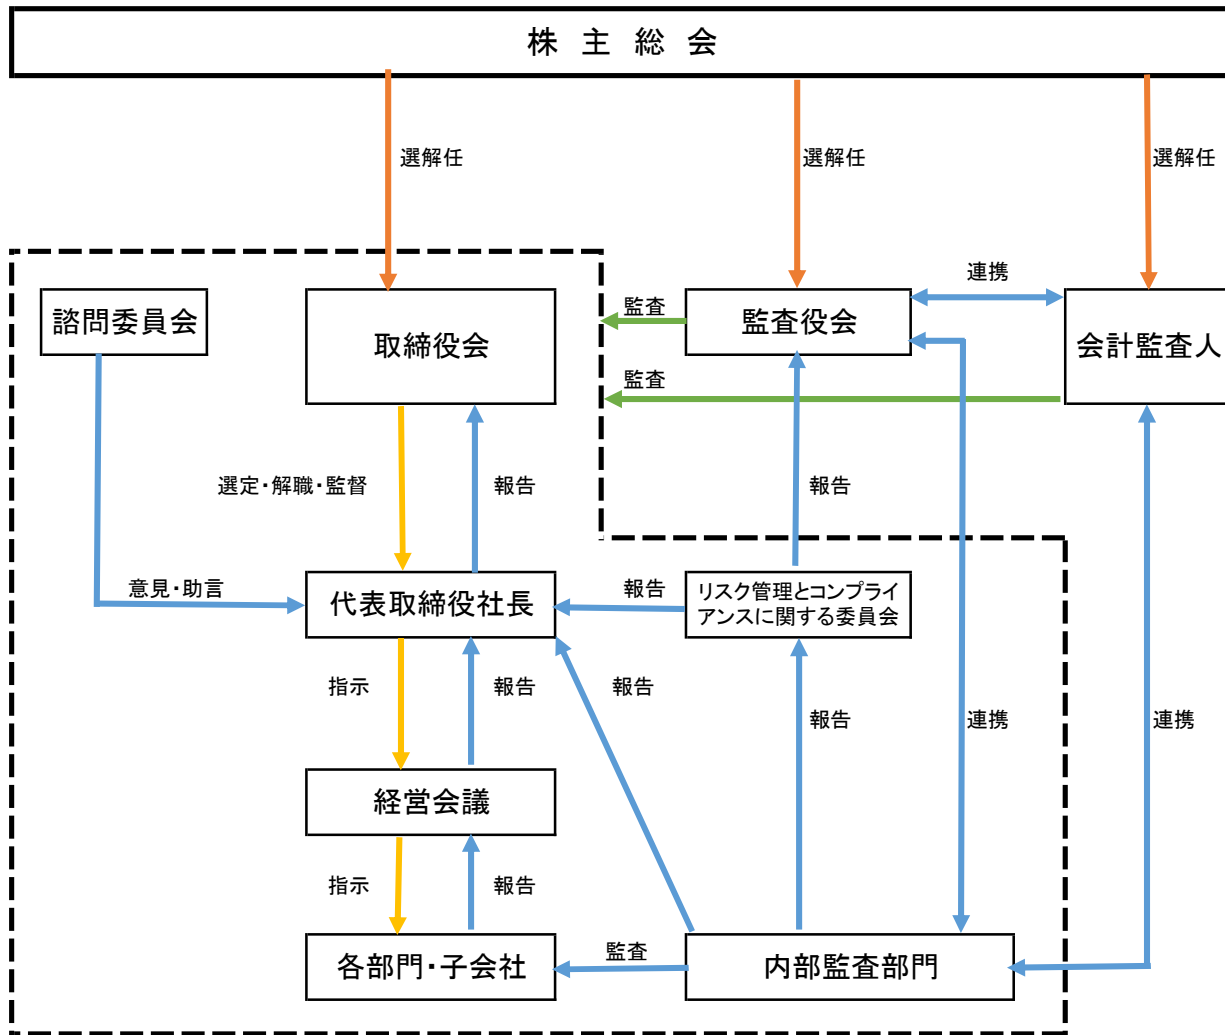 株 主 総 会
選解任
選解任
選解任
諮問委員会
取締役会
監査
監査役会
連携
会計監査人
監査
選定・解職・監督
報告
報告
意見・助言
代表取締役社長
報告
リスク管理とコンプライ
アンスに関する委員会
指示
報告
報告
報告
連携
連携
経営会議
指示
報告
各部門・子会社
監査
内部監査部門